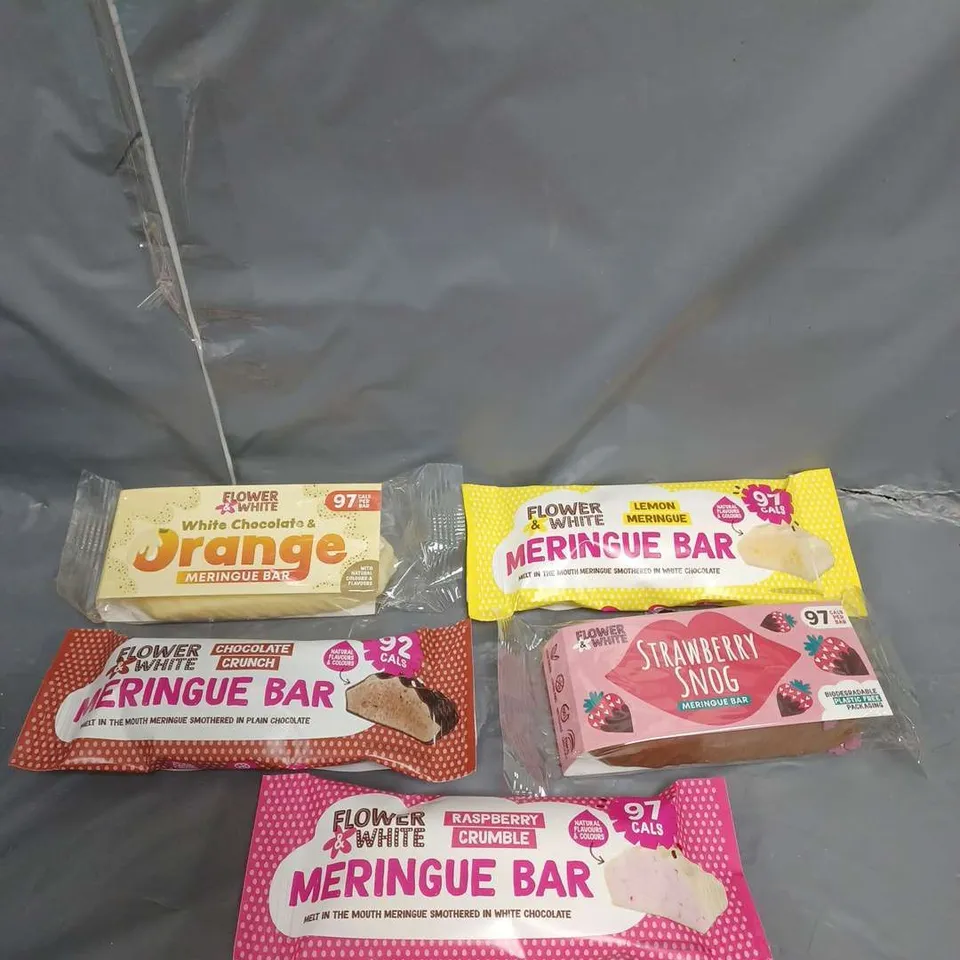 FLOWER
& WHITE
97 CALS PER BAR
White Chocolate &
Orange
MERINGUE BAR
WITH NATURAL COLOURS & FLAVOURS
FLOWER
& WHITE
LEMON
MERINGUE
NATURAL FLAVOURS & COLOURS
97
CALS
MERINGUE BAR
MELT IN THE MOUTH MERINGUE SMOTHERED IN WHITE CHOCOLATE
FLOWER
& WHITE
CHOCOLATE
CRUNCH
NATURAL FLAVOURS & COLOURS
92
CALS
MERINGUE BAR
MELT IN THE MOUTH MERINGUE SMOTHERED IN PLAIN CHOCOLATE
FLOWER
& WHITE
STRAWBERRY
SNOG
MERINGUE BAR
97 CALS PER BAR
BIODEGRADABLE
PLASTIC FREE
PACKAGING
FLOWER
& WHITE
RASPBERRY
CRUMBLE
NATURAL FLAVOURS & COLOURS
97
CALS
MERINGUE BAR
MELT IN THE MOUTH MERINGUE SMOTHERED IN WHITE CHOCOLATE